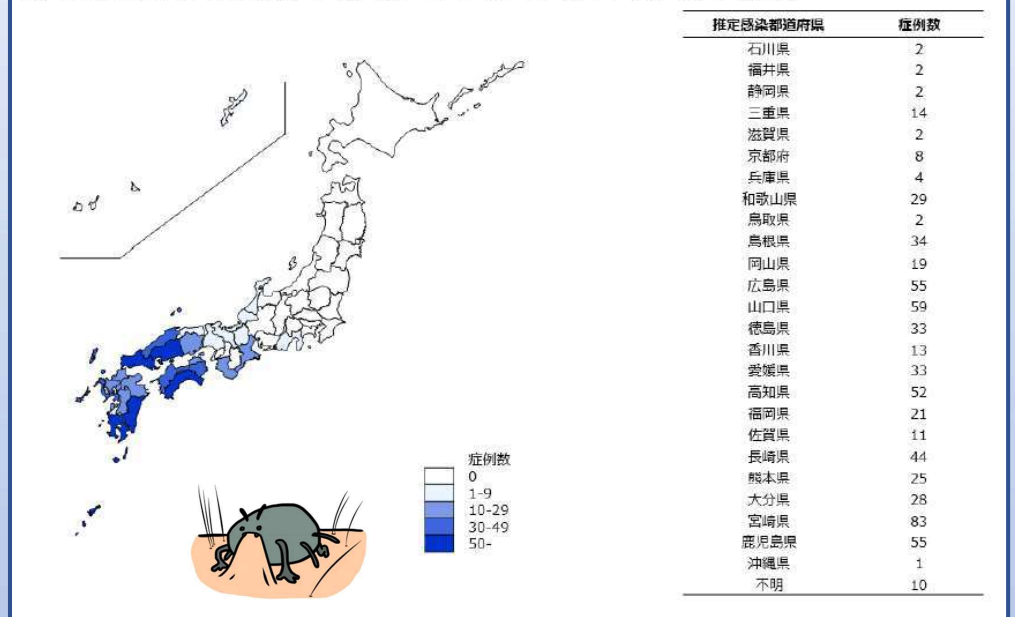 推定感染都道府県 症例数
石川県 2
福井県 2
静岡県 2
三重県 14
滋賀県 2
京都府 8
兵庫県 4
和歌山県 29
鳥取県 2
島根県 34
岡山県 19
広島県 55
山口県 59
徳島県 33
香川県 13
愛媛県 33
高知県 52
福岡県 21
佐賀県 11
長崎県 44
熊本県 25
大分県 28
宮崎県 83
鹿児島県 55
沖縄県 1
不明 10
症例数
0
1-9
10-29
30-49
50-